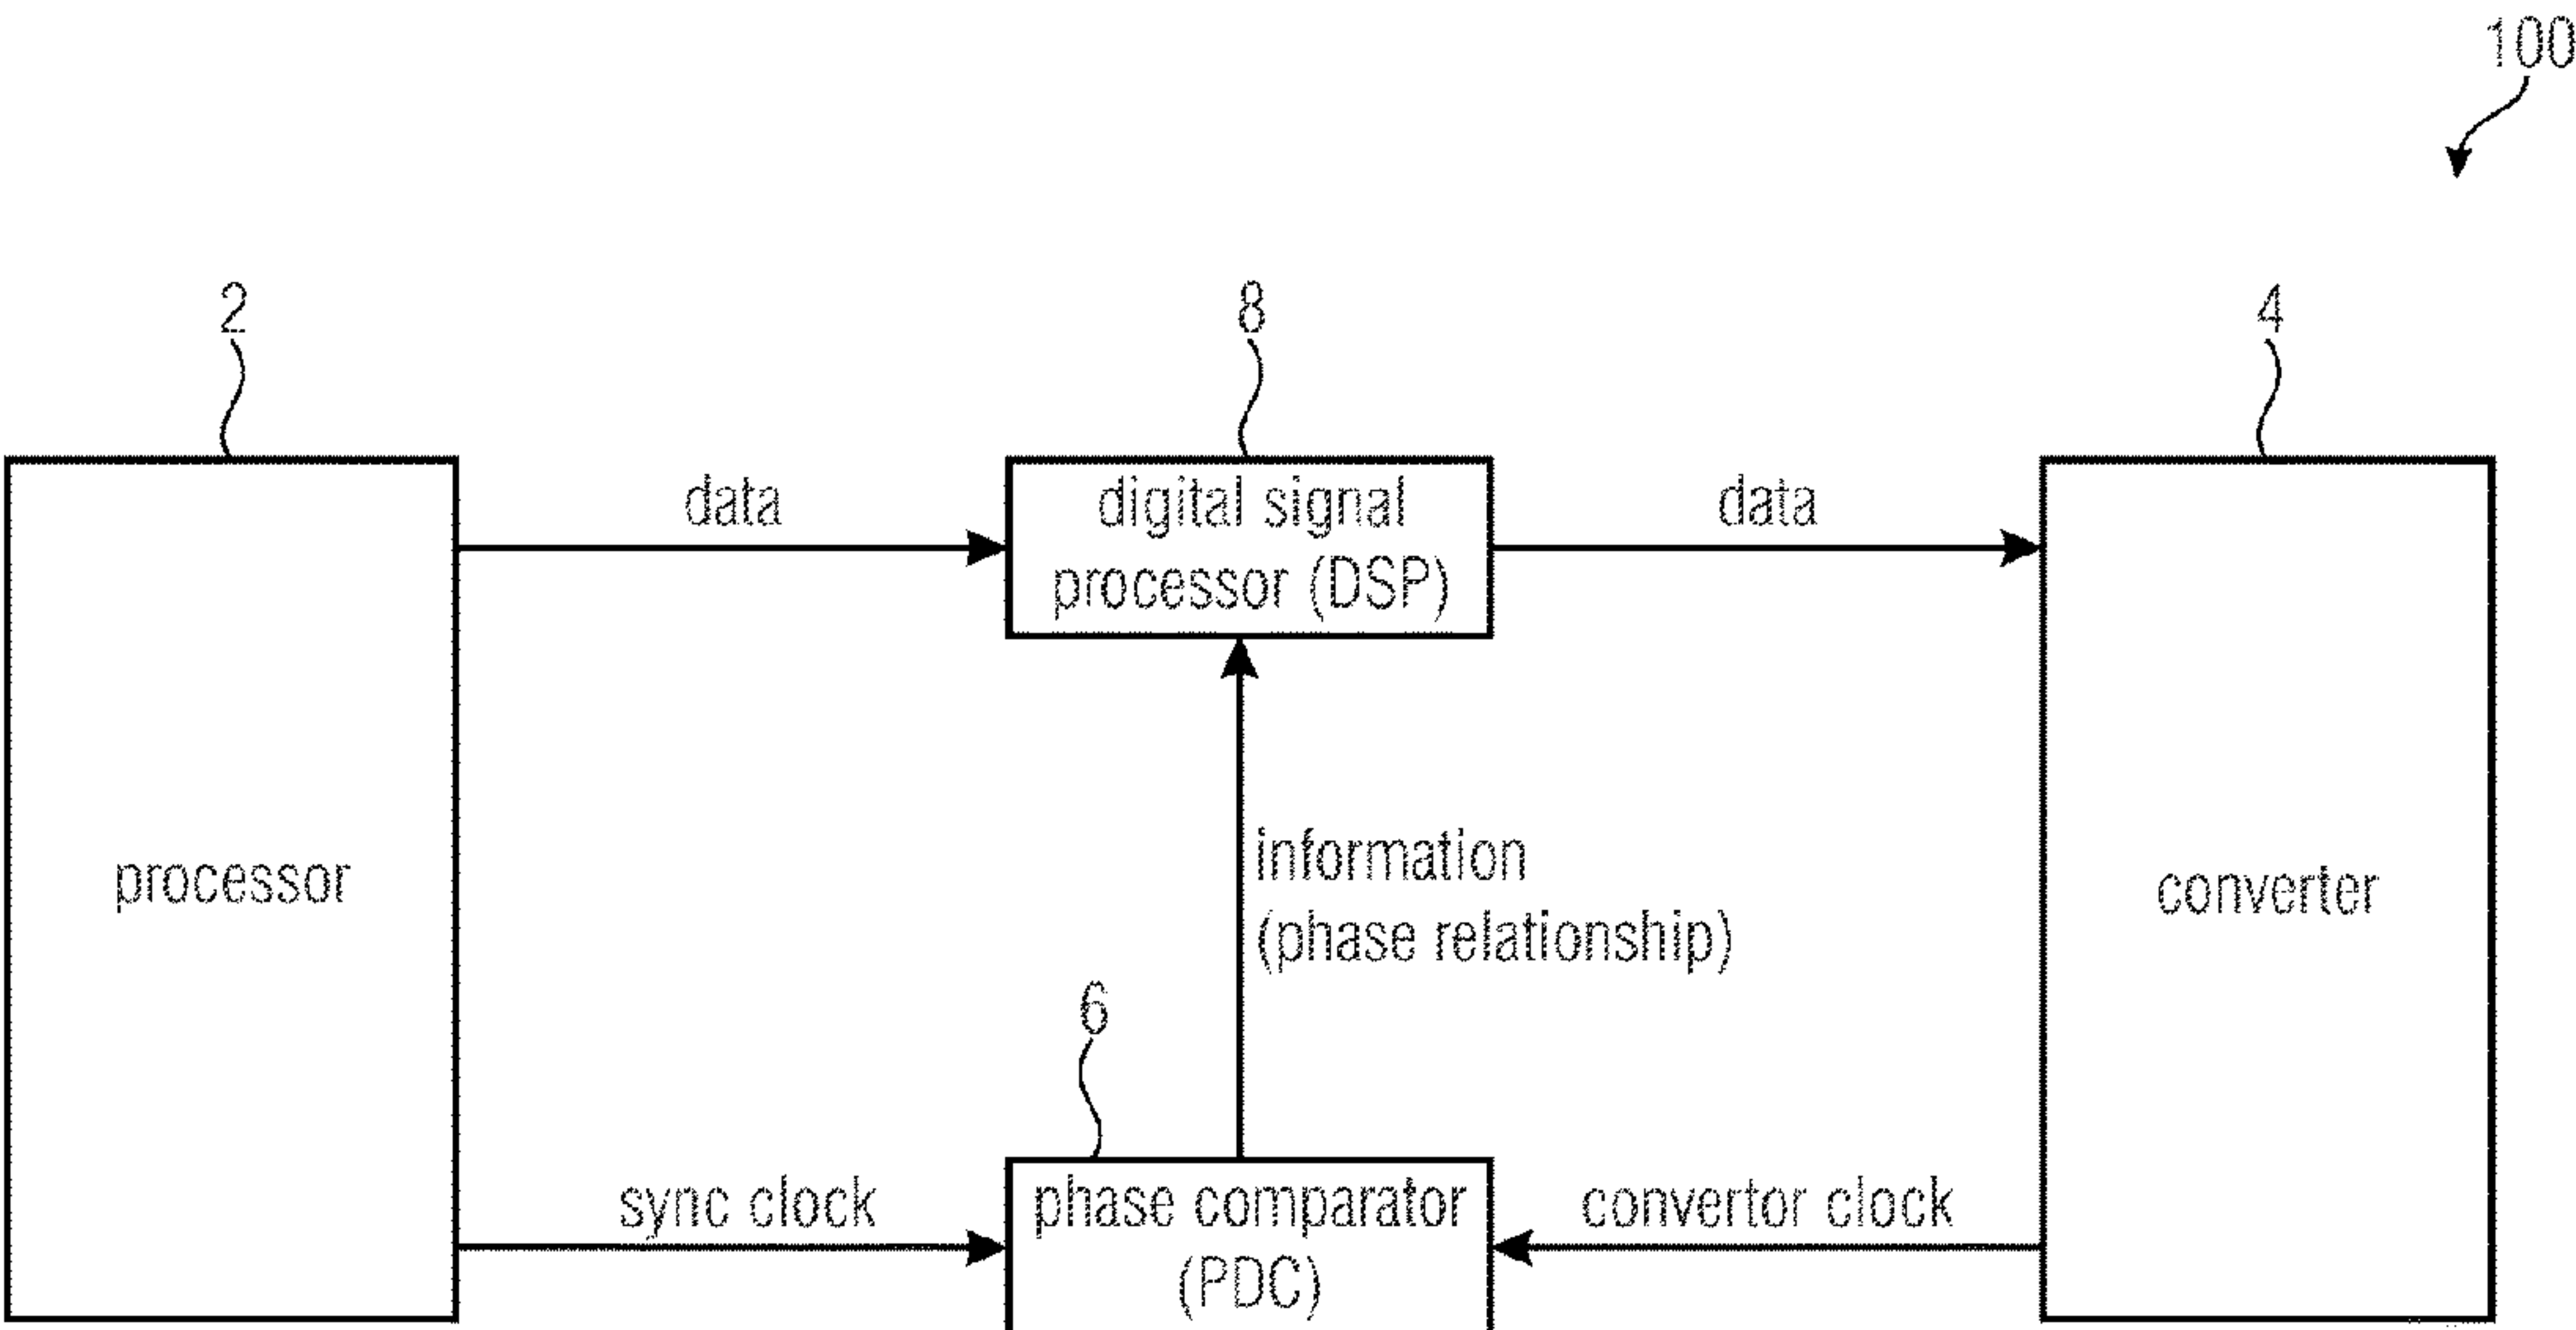 100
2
8
4
data
digital signal
processor (DSP)
data
processor
information
(phase relationship)
converter
6
sync clock
phase comparator
(PDC)
convertor clock